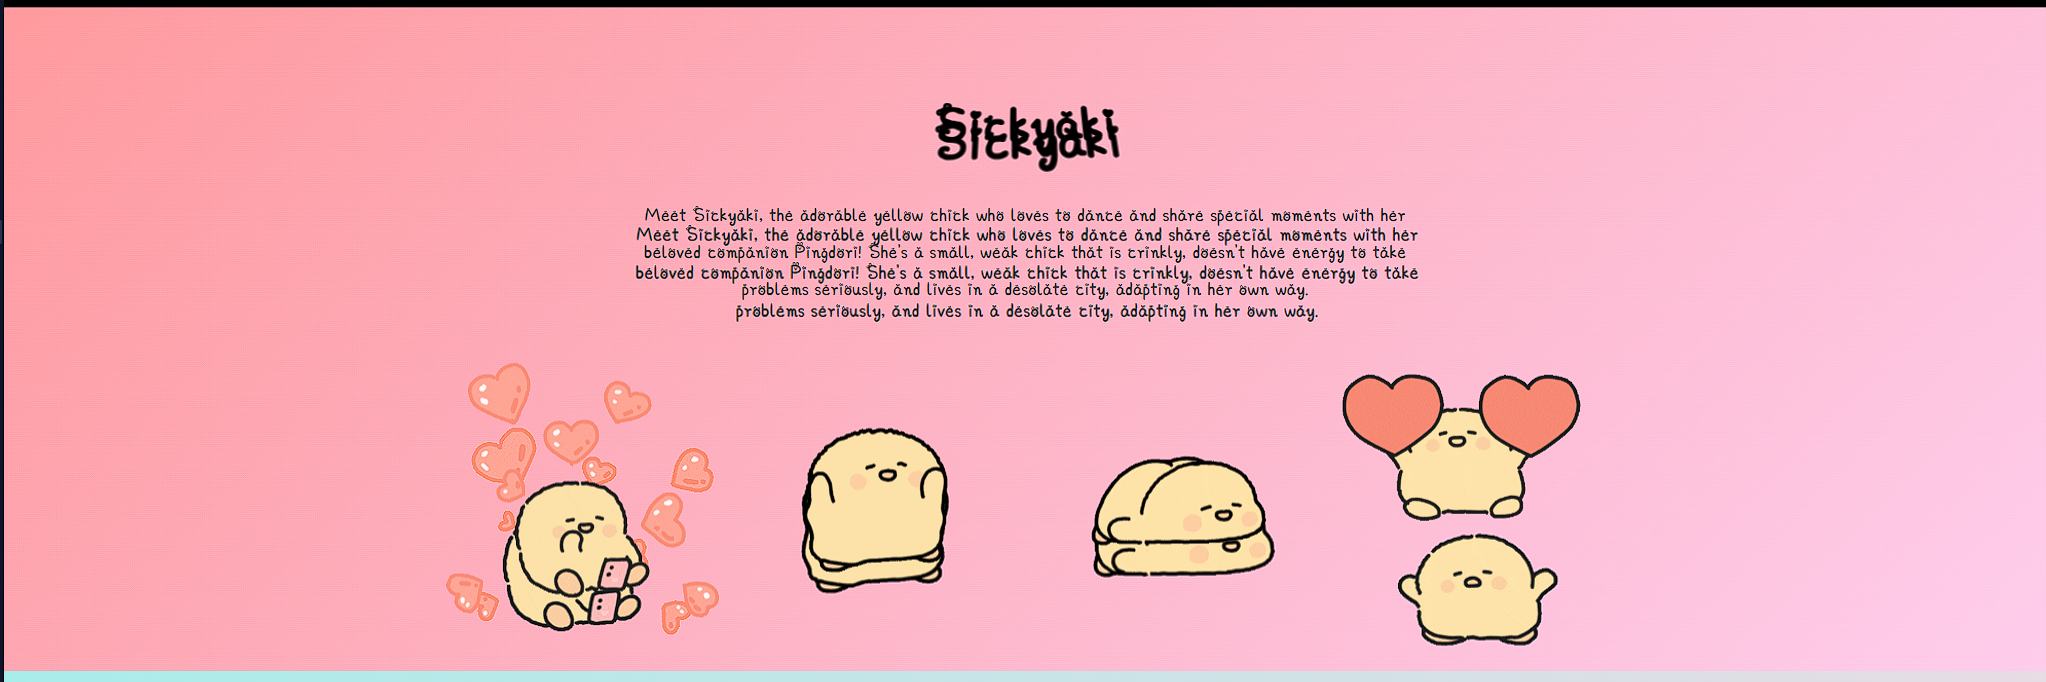 Sickyaki
Sickyaki
Meet Sickyaki, the adorable yellow chick who loves to dance and share special moments with her
Meet Sickyaki, the adorable yellow chick who loves to dance and share special moments with her
beloved companion Pingdori! She's a small, weak chick that is crinkly, doesn't have energy to take
beloved companion Pingdori! She's a small, weak chick that is crinkly, doesn't have energy to take
problems seriously, and lives in a desolate city, adapting in her own way.
problems seriously, and lives in a desolate city, adapting in her own way.